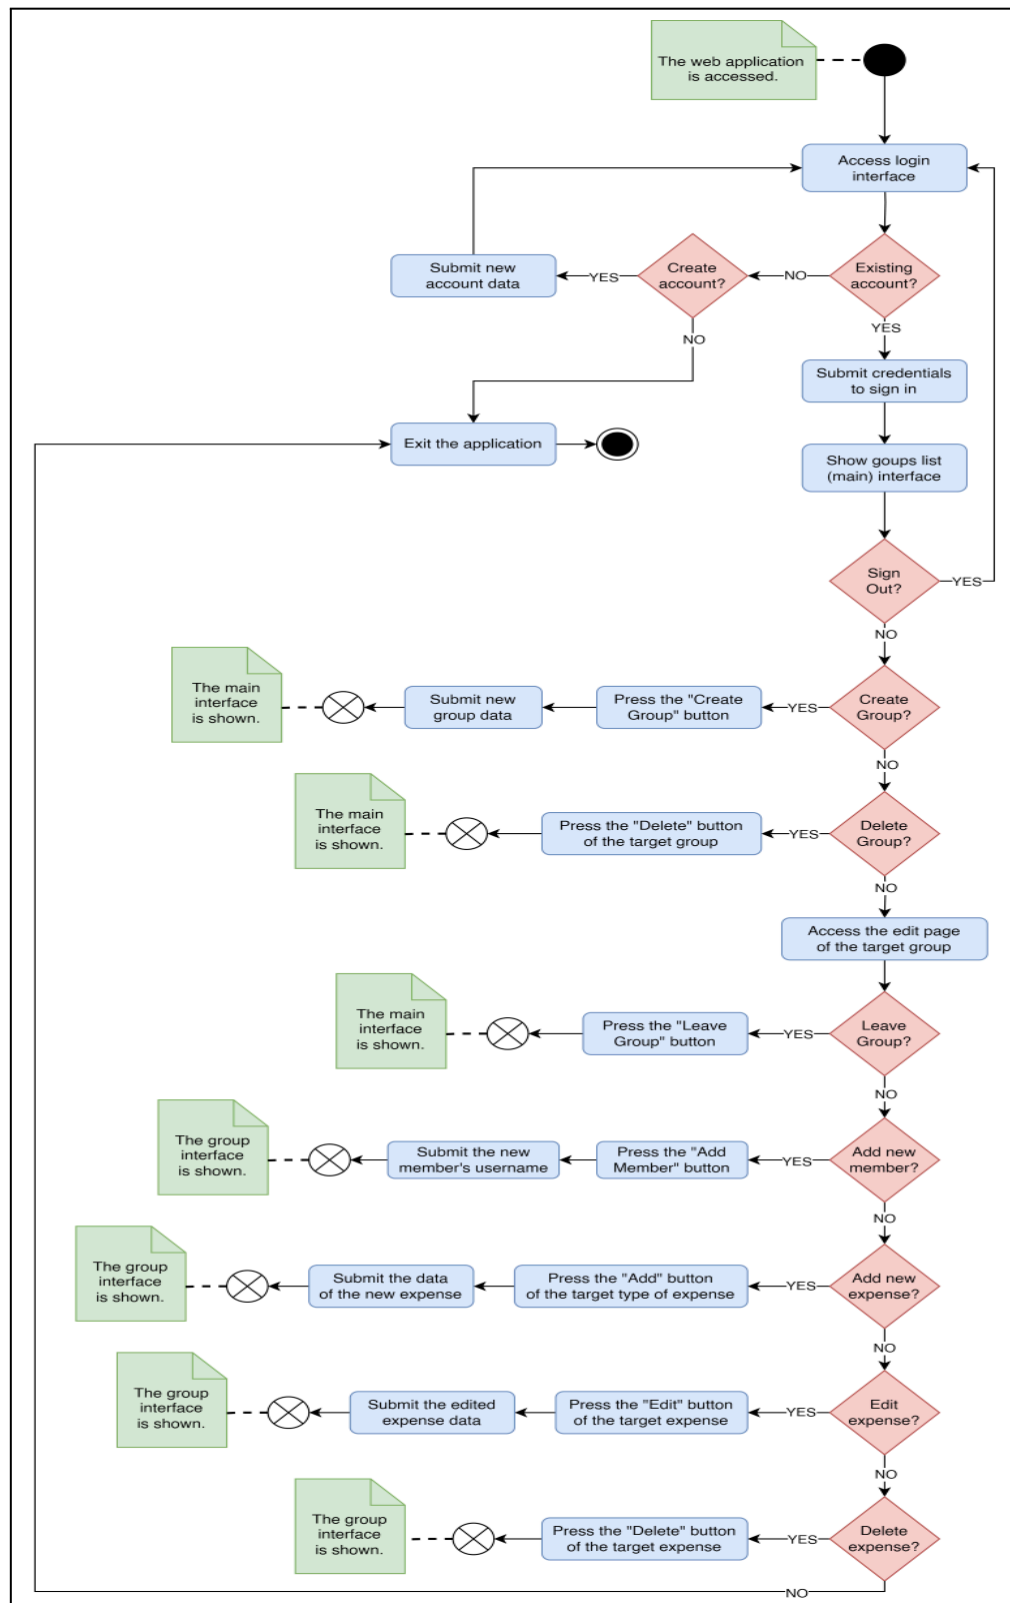 The web application
is accessed.
Access login
interface
Existing
account?
NO
Create
account?
YES
Submit new
account data
NO
YES
Submit credentials
to sign in
Exit the application
Show goups list
(main) interface
Sign
Out?
YES
NO
Create
Group?
YES
Press the "Create
Group" button
Submit new
group data
The main
interface
is shown.
NO
Delete
Group?
YES
Press the "Delete" button
of the target group
The main
interface
is shown.
NO
Access the edit page
of the target group
Leave
Group?
YES
Press the "Leave
Group" button
The main
interface
is shown.
NO
Add new
member?
YES
Press the "Add
Member" button
Submit the new
member's username
The group
interface
is shown.
NO
Add new
expense?
YES
Press the "Add" button
of the target type of expense
Submit the data
of the new expense
The group
interface
is shown.
NO
Edit
expense?
YES
Press the "Edit" button
of the target expense
Submit the edited
expense data
The group
interface
is shown.
NO
Delete
expense?
YES
Press the "Delete" button
of the target expense
The group
interface
is shown.
NO